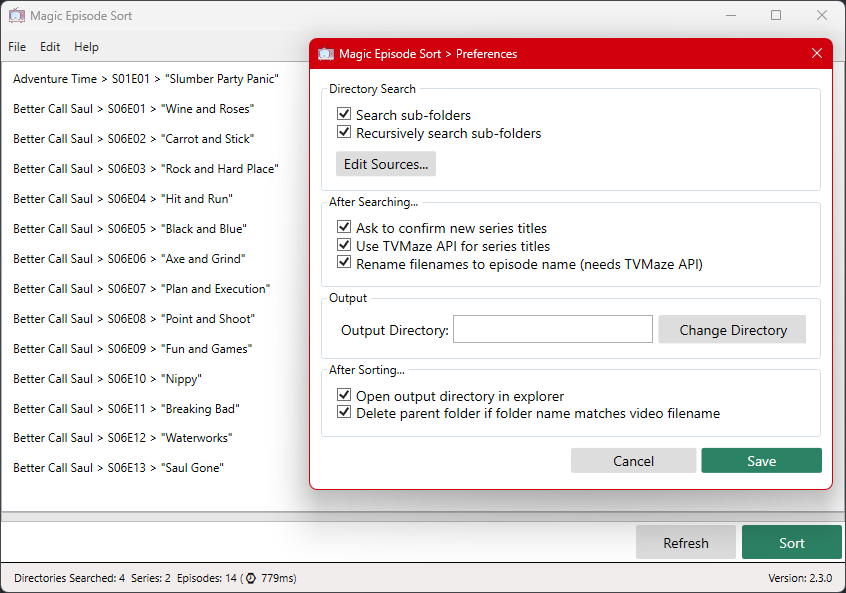 Magic Episode Sort
File Edit Help
Adventure Time > S01E01 > "Slumber Party Panic"
Better Call Saul > S06E01 > "Wine and Roses"
Better Call Saul > S06E02 > "Carrot and Stick"
Better Call Saul > S06E03 > "Rock and Hard Place"
Better Call Saul > S06E04 > "Hit and Run"
Better Call Saul > S06E05 > "Black and Blue"
Better Call Saul > S06E06 > "Axe and Grind"
Better Call Saul > S06E07 > "Plan and Execution"
Better Call Saul > S06E08 > "Point and Shoot"
Better Call Saul > S06E09 > "Fun and Games"
Better Call Saul > S06E10 > "Nippy"
Better Call Saul > S06E11 > "Breaking Bad"
Better Call Saul > S06E12 > "Waterworks"
Better Call Saul > S06E13 > "Saul Gone"
Magic Episode Sort > Preferences
Directory Search
Search sub-folders
Recursively search sub-folders
Edit Sources...
After Searching...
Ask to confirm new series titles
Use TVMaze API for series titles
Rename filenames to episode name (needs TVMaze API)
Output
Output Directory:
Change Directory
After Sorting...
Open output directory in explorer
Delete parent folder if folder name matches video filename
Cancel
Save
Refresh
Sort
Directories Searched: 4 Series: 2 Episodes: 14 ( 779ms)
Version: 2.3.0